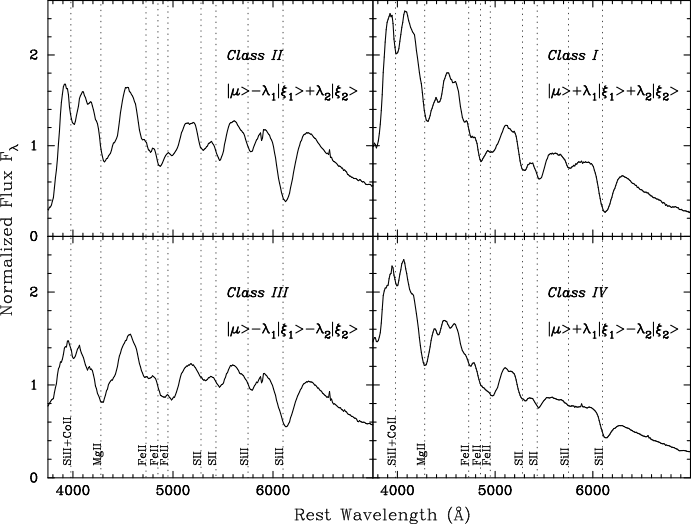 Class II
|μ>−λ1|ξ1>+λ2|ξ2>
Class I
|μ>+λ1|ξ1>+λ2|ξ2>
2
1
0
Class III
|μ>−λ1|ξ1>−λ2|ξ2>
Class IV
|μ>+λ1|ξ1>−λ2|ξ2>
2
1
0
SiII+CoII
MgII
FeII
FeII
FeII
SII
SII
SiII
SiII
SiII+CoII
MgII
FeII
FeII
FeII
SII
SII
SiII
SiII
4000 5000 6000
4000 5000 6000
Normalized Flux Fλ
Rest Wavelength (Å)